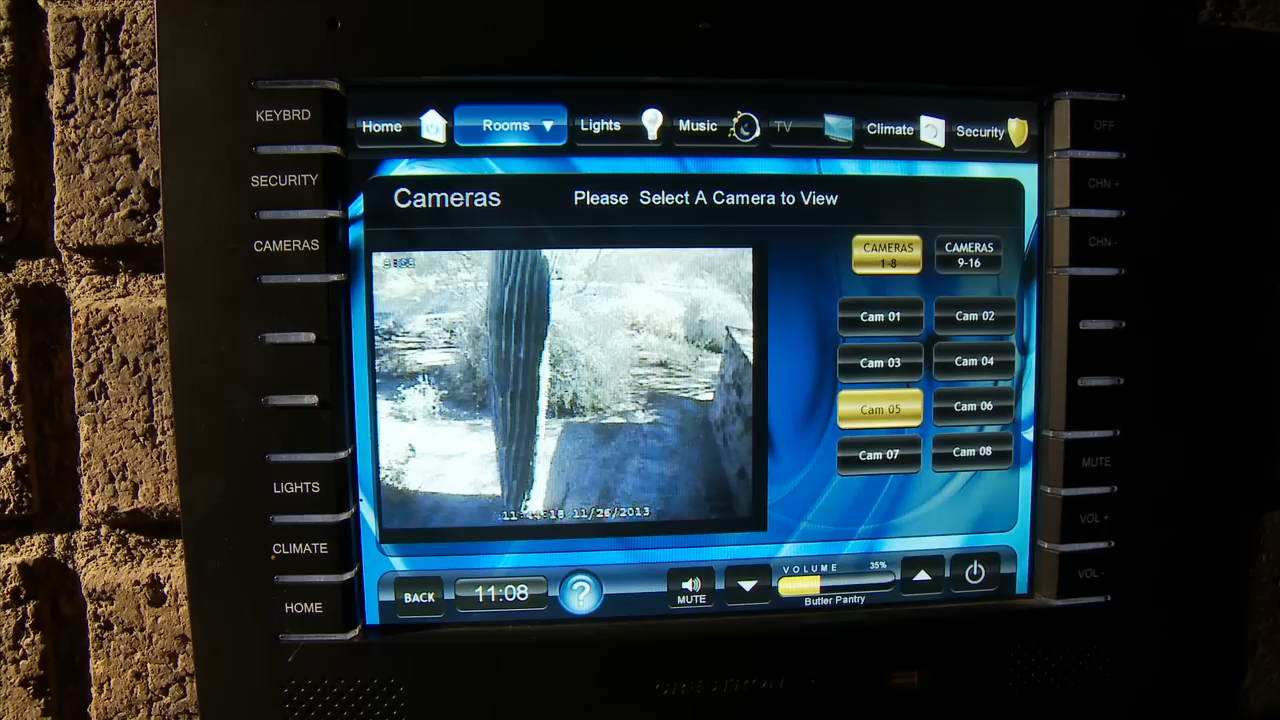 KEYBRD
SECURITY
CAMERAS
LIGHTS
CLIMATE
HOME
Home
Rooms
Lights
Music
TV
Climate
Security
Cameras
Please Select A Camera to View
CAMERAS
1-8
CAMERAS
9-16
Cam 01
Cam 02
Cam 03
Cam 04
Cam 05
Cam 06
Cam 07
Cam 08
11/26/2013
BACK
11:08
?
MUTE
VOLUME
35%
Butler Pantry
OFF
CHN +
CHN -
MUTE
VOL +
VOL -
CRESTRON